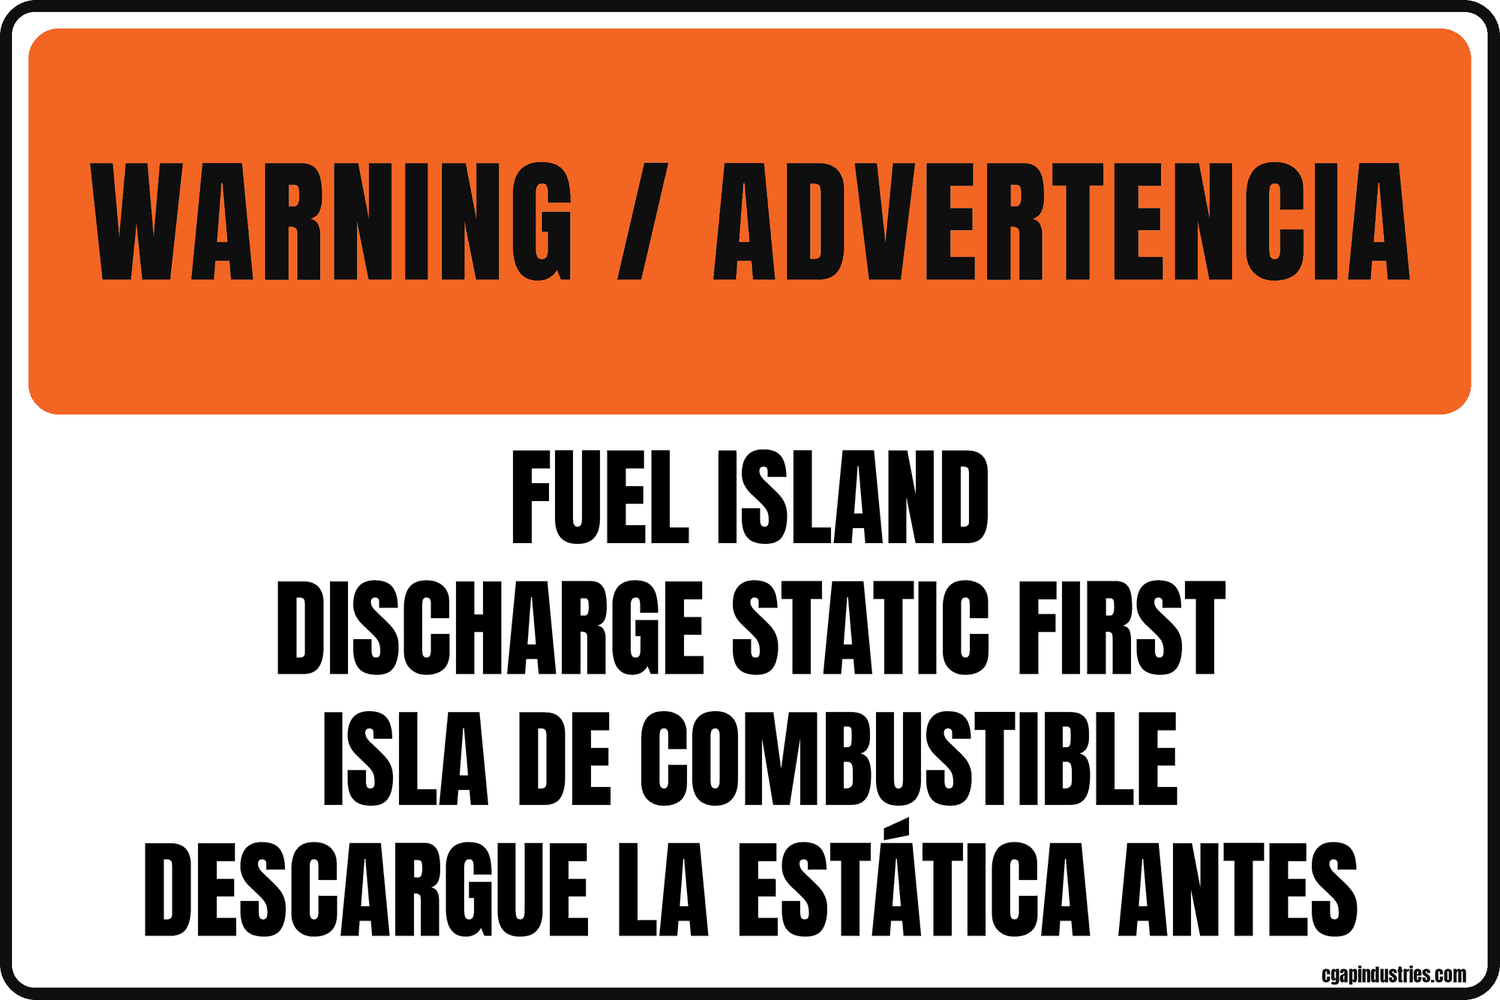 WARNING / ADVERTENCIA
FUEL ISLAND
DISCHARGE STATIC FIRST
ISLA DE COMBUSTIBLE
DESCARGUE LA ESTÁTICA ANTES
cgapindustries.com